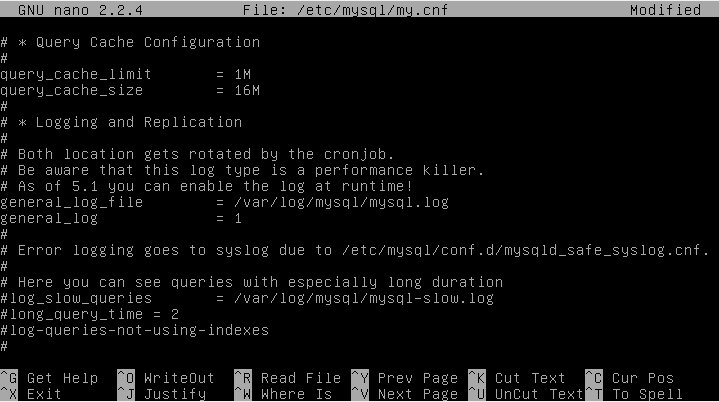 GNU nano 2.2.4 File: /etc/mysql/my.cnf Modified
# * Query Cache Configuration
#
query_cache_limit = 1M
query_cache_size = 16M
#
# * Logging and Replication
#
# Both location gets rotated by the cronjob.
# Be aware that this log type is a performance killer.
# As of 5.1 you can enable the log at runtime!
general_log_file = /var/log/mysql/mysql.log
general_log = 1
#
# Error logging goes to syslog due to /etc/mysql/conf.d/mysqld_safe_syslog.cnf.
#
# Here you can see queries with especially long duration
#log_slow_queries = /var/log/mysql/mysql-slow.log
#long_query_time = 2
#log-queries-not-using-indexes
#
^G Get Help ^O WriteOut ^R Read File ^Y Prev Page ^K Cut Text ^C Cur Pos
^X Exit ^J Justify ^W Where Is ^V Next Page ^U UnCut Text ^T To Spell